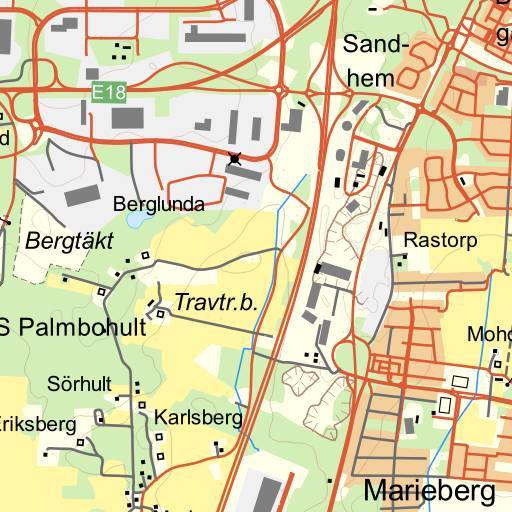 Sand-
hem
E18
Berglunda
Bergtäkt
Rastorp
Travtr.b.
S Palmbohult
Sörhult
Karlsberg
Eriksberg
Marieberg